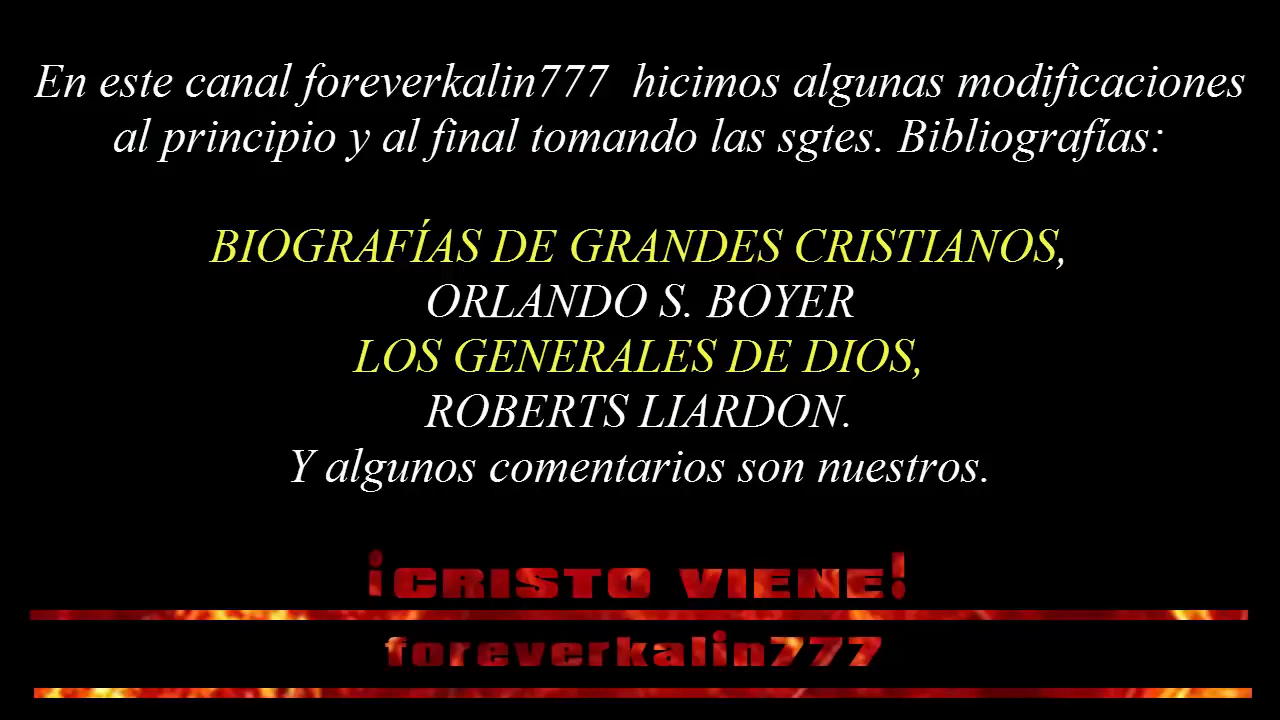 En este canal foreverkalin777 hicimos algunas modificaciones
al principio y al final tomando las sgtes. Bibliografías:
BIOGRAFÍAS DE GRANDES CRISTIANOS,
ORLANDO S. BOYER
LOS GENERALES DE DIOS,
ROBERTS LIARDON.
Y algunos comentarios son nuestros.
¡CRISTO VIENE!
foreverkalin777